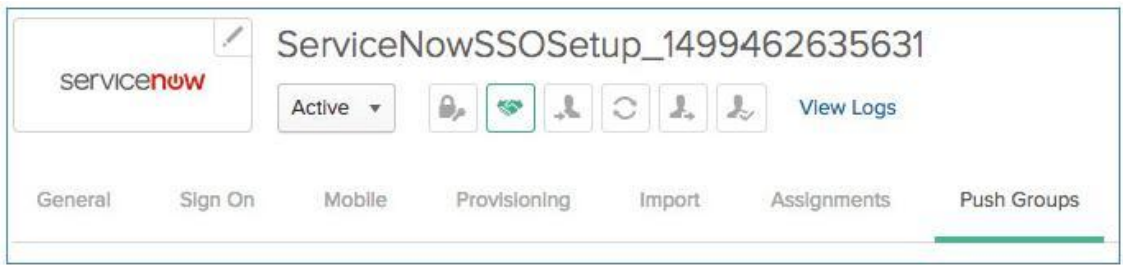 servicenow
ServiceNowSSOSetup_1499462635631
Active
View Logs
General Sign On Mobile Provisioning Import Assignments Push Groups